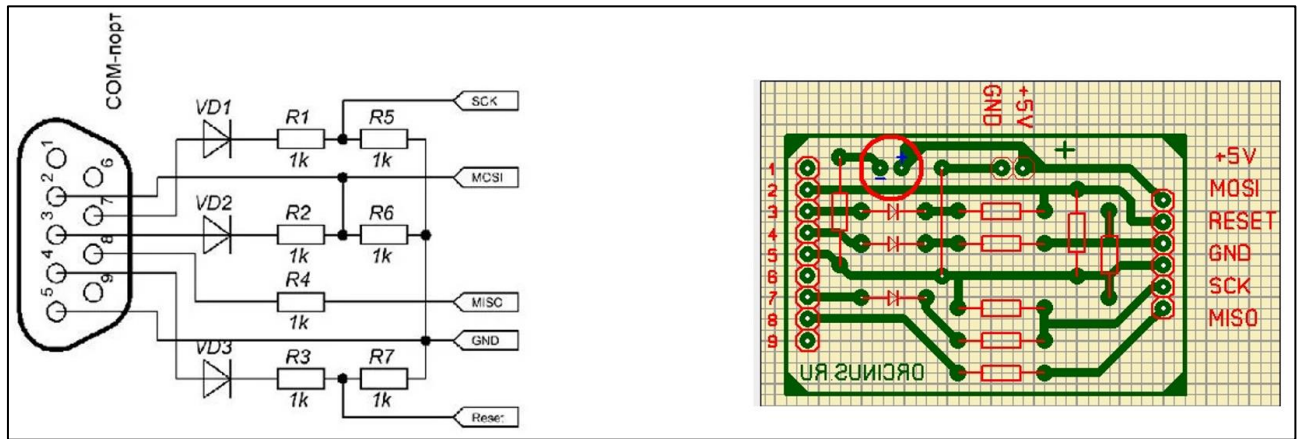 COM-порт
1
2
3
4
5
6
7
8
9
VD1
R1
1k
R5
1k
SCK
MOSI
VD2
R2
1k
R6
1k
R4
1k
MISO
GND
VD3
R3
1k
R7
1k
Reset
GND
+5V
+
+
-
1
2
3
4
5
6
7
8
9
+5V
MOSI
RESET
GND
SCK
MISO
ORCINUS.RU